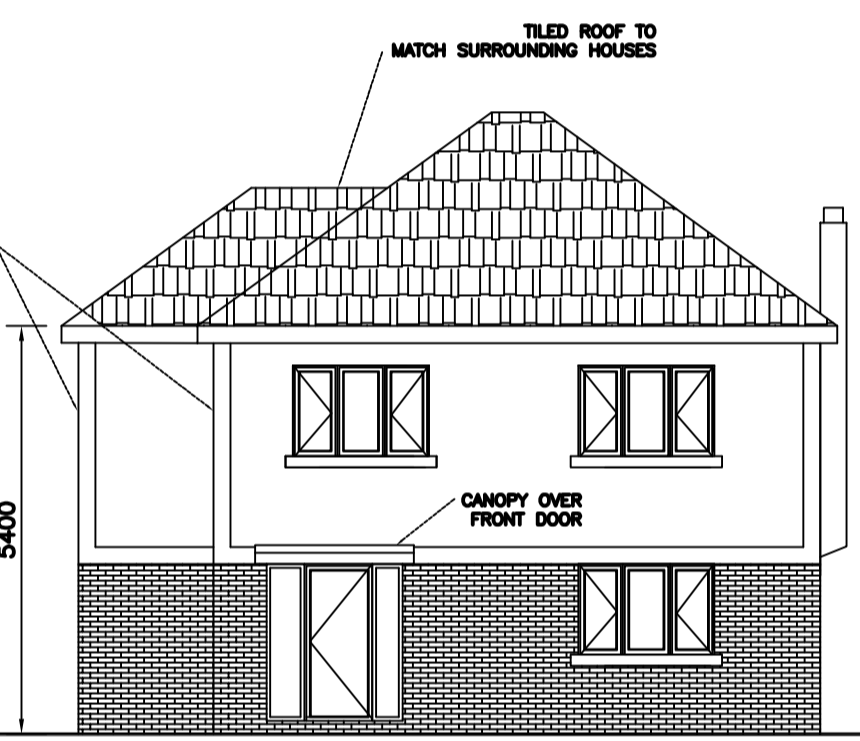 TILED ROOF TO
MATCH SURROUNDING HOUSES
CANOPY OVER
FRONT DOOR
5400